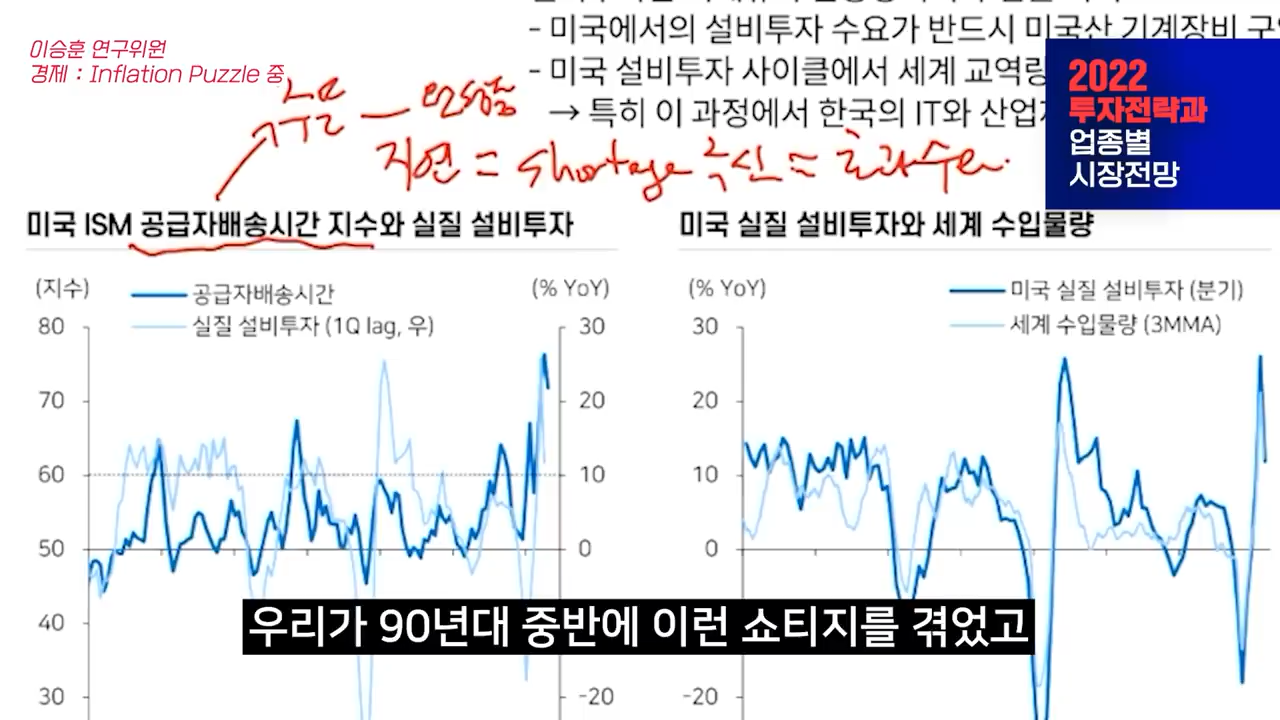 이승훈 연구위원
경제 : Inflation Puzzle 중
- 미국에서의 설비투자 수요가 반드시 미국산 기계장비
- 미국 설비투자 사이클에서 세계 교역량
→ 특히 이 과정에서 한국의 IT와
2022
투자전략과
업종별
시장전망
지연 = shortage
미국 ISM 공급자배송시간 지수와 실질 설비투자
(지수)
공급자배송시간
(% YoY)
실질 설비투자 (1Q lag, 우)
80
30
70
20
60
10
50
0
40
30
-20
미국 실질 설비투자와 세계 수입물량
(% YoY)
미국 실질 설비투자 (분기)
세계 수입물량 (3MMA)
30
20
10
0
-20
우리가 90년대 중반에 이런 쇼티지를 겪었고